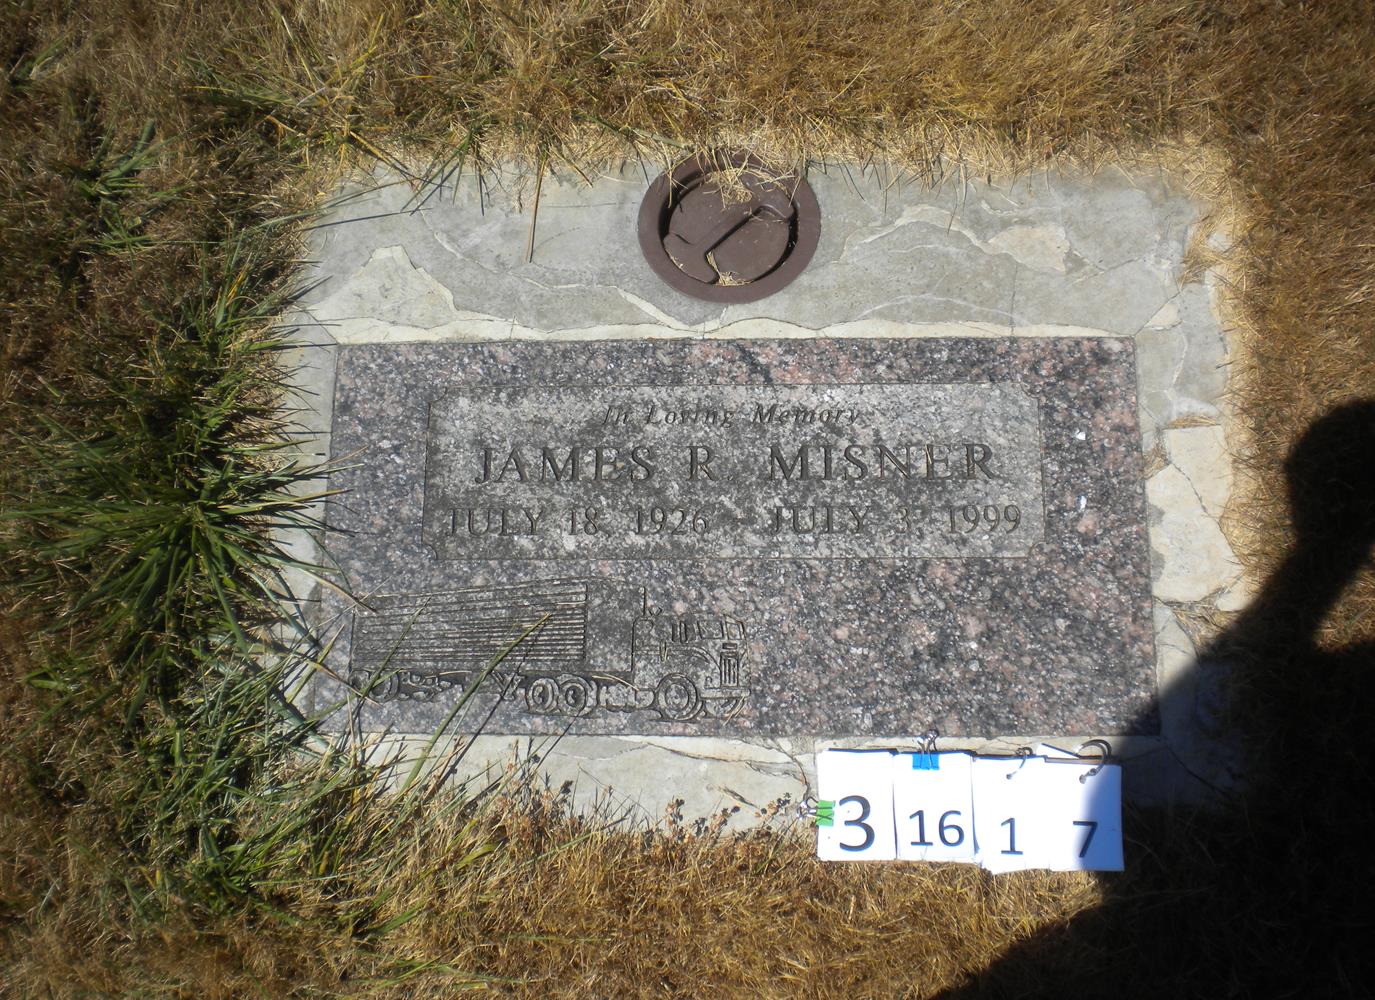 In Loving Memory
JAMES R. MISNER
JULY 18, 1926 - JULY 3, 1999
3 16 1 7